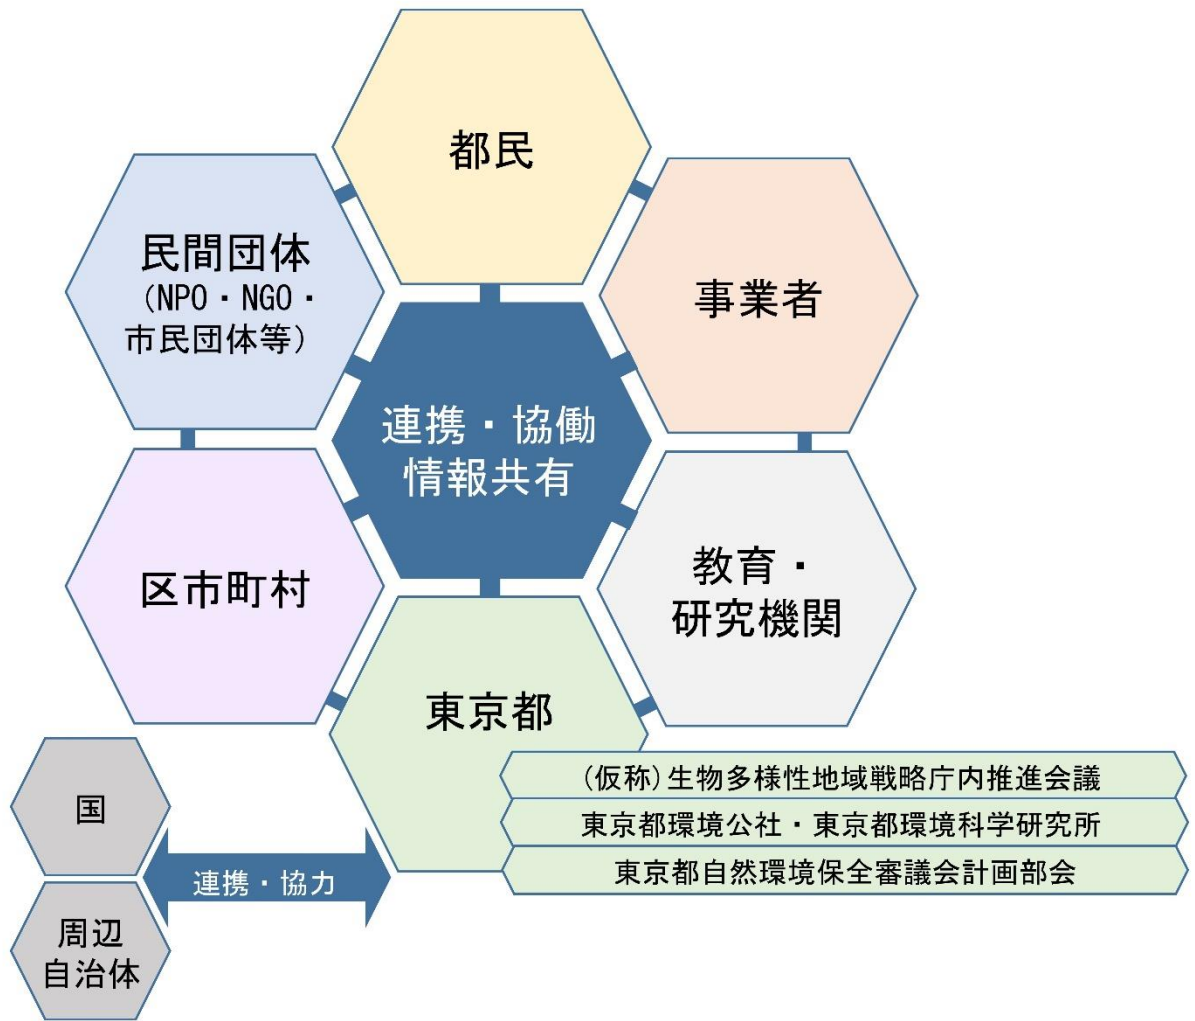 都民
民間団体
（NPO・NGO・
市民団体等）
事業者
連携・協働
情報共有
区市町村
教育・
研究機関
東京都
(仮称)生物多様性地域戦略庁内推進会議
東京都環境公社・東京都環境科学研究所
東京都自然環境保全審議会計画部会
国
連携・協力
周辺
自治体